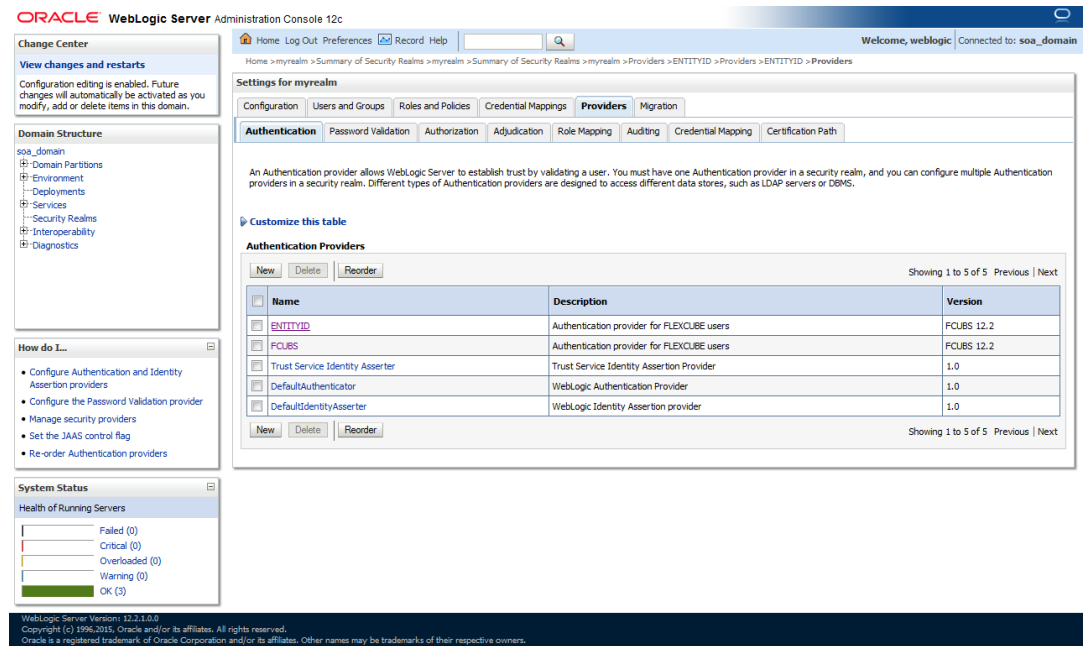 ORACLE WebLogic Server Administration Console 12c
Change Center
View changes and restarts
Configuration editing is enabled. Future
changes will automatically be activated as you
modify, add or delete items in this domain.
Domain Structure
soa_domain
Domain Partitions
Environment
Deployments
Services
Security Realms
Interoperability
Diagnostics
How do I...
Configure Authentication and Identity
Assertion providers
Configure the Password Validation provider
Manage security providers
Set the JAAS control flag
Re-order Authentication providers
System Status
Health of Running Servers
Failed (0)
Critical (0)
Overloaded (0)
Warning (0)
OK (3)
Home Log Out Preferences Record Help
Welcome, weblogic Connected to: soa_domain
Home >myrealm >Summary of Security Realms >myrealm >Summary of Security Realms >myrealm >Providers >ENTITYID >Providers >ENTITYID >Providers
Settings for myrealm
Configuration Users and Groups Roles and Policies Credential Mappings Providers Migration
Authentication Password Validation Authorization Adjudication Role Mapping Auditing Credential Mapping Certification Path
An Authentication provider allows WebLogic Server to establish trust by validating a user. You must have one Authentication provider in a security realm, and you can configure multiple Authentication
providers in a security realm. Different types of Authentication providers are designed to access different data stores, such as LDAP servers or DBMS.
Customize this table
Authentication Providers
New Delete Reorder Showing 1 to 5 of 5 Previous | Next
Name Description Version
ENTITYID Authentication provider for FLEXCUBE users FCUBS 12.2
FCUBS Authentication provider for FLEXCUBE users FCUBS 12.2
Trust Service Identity Asserter Trust Service Identity Assertion Provider 1.0
DefaultAuthenticator WebLogic Authentication Provider 1.0
DefaultIdentityAsserter WebLogic Identity Assertion provider 1.0
New Delete Reorder Showing 1 to 5 of 5 Previous | Next
WebLogic Server Version: 12.2.1.0.0
Copyright (c) 1996,2015, Oracle and/or its affiliates. All rights reserved.
Oracle is a registered trademark of Oracle Corporation and/or its affiliates. Other names may be trademarks of their respective owners.